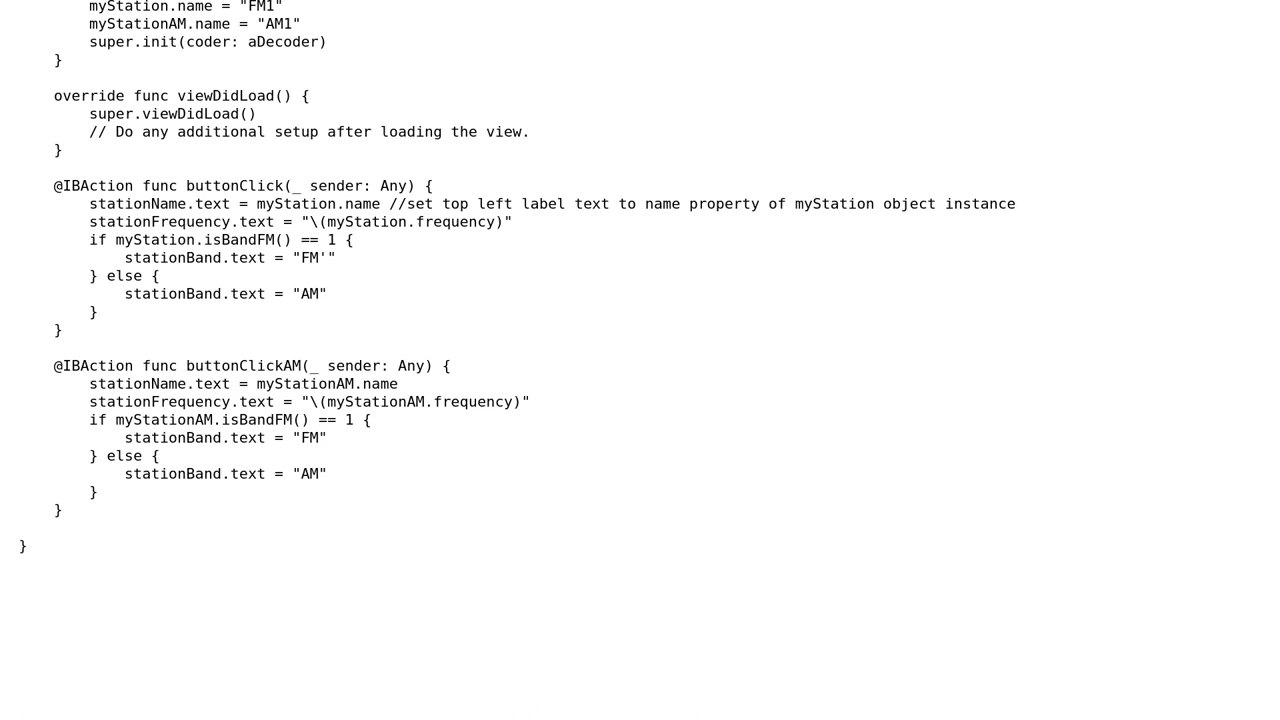 myStation.name = "FM1"
        myStationAM.name = "AM1"
        super.init(coder: aDecoder)
    }

    override func viewDidLoad() {
        super.viewDidLoad()
        // Do any additional setup after loading the view.
    }

    @IBAction func buttonClick(_ sender: Any) {
        stationName.text = myStation.name //set top left label text to name property of myStation object instance
        stationFrequency.text = "\(myStation.frequency)"
        if myStation.isBandFM() == 1 {
            stationBand.text = "FM'"
        } else {
            stationBand.text = "AM"
        }
    }

    @IBAction func buttonClickAM(_ sender: Any) {
        stationName.text = myStationAM.name
        stationFrequency.text = "\(myStationAM.frequency)"
        if myStationAM.isBandFM() == 1 {
            stationBand.text = "FM"
        } else {
            stationBand.text = "AM"
        }
    }

}